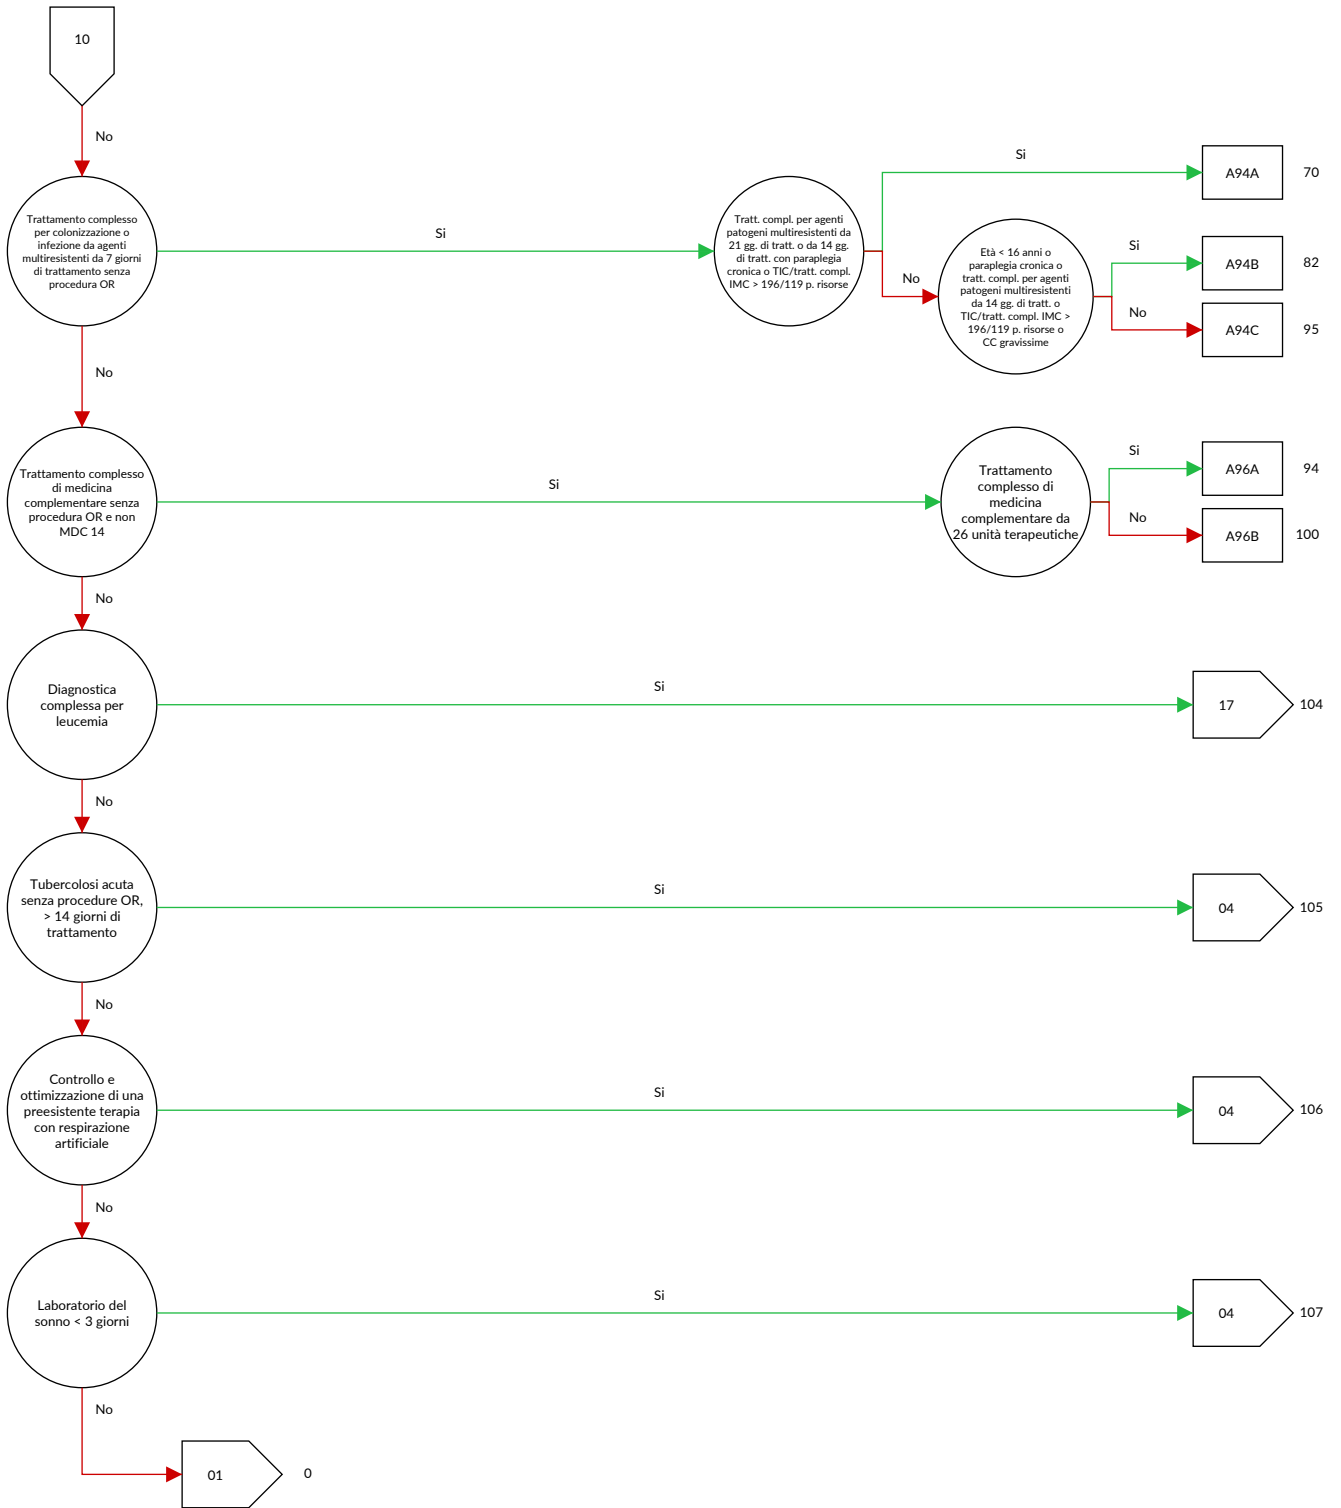 10
No
Trattamento complesso
per colonizzazione o
infezione da agenti
multiresistenti da 7 giorni
di trattamento senza
procedura OR
Si
Tratt. compl. per agenti
patogeni multiresistenti da
21 gg. di tratt. o da 14 gg.
di tratt. con paraplegia
cronica o TIC/tratt. compl.
IMC > 196/119 p. risorse
Si
A94A
70
No
Età < 16 anni o
paraplegia cronica o
tratt. compl. per agenti
patogeni multiresistenti
da 14 gg. di tratt. o
TIC/tratt. compl. IMC >
196/119 p. risorse o
CC gravissime
Si
A94B
82
No
A94C
95
No
Trattamento complesso
di medicina
complementare senza
procedura OR e non
MDC 14
Si
Trattamento
complesso di
medicina
complementare da
26 unità terapeutiche
Si
A96A
94
No
A96B
100
No
Diagnostica
complessa per
leucemia
Si
17
104
No
Tubercolosi acuta
senza procedure OR,
> 14 giorni di
trattamento
Si
04
105
No
Controllo e
ottimizzazione di una
preesistente terapia
con respirazione
artificiale
Si
04
106
No
Laboratorio del
sonno < 3 giorni
Si
04
107
No
01
0